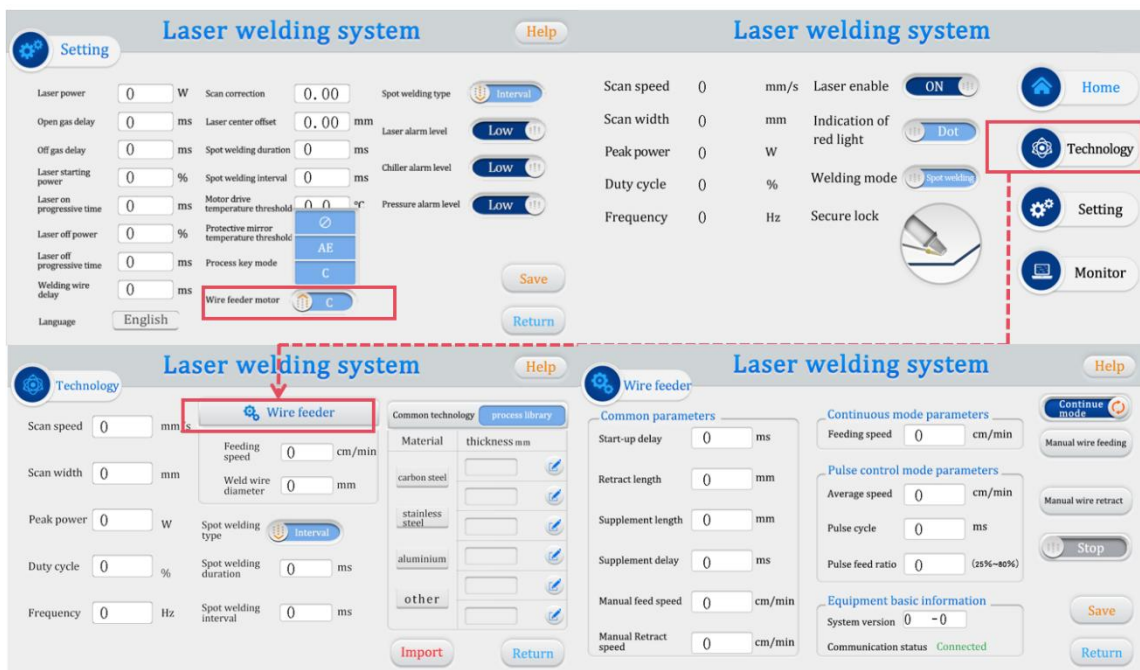 Laser welding system
Help
Setting
Laser power 0 W
Open gas delay 0 ms
Off gas delay 0 ms
Laser starting
power 0 %
Laser on
progressive time 0 ms
Laser off power 0 %
Laser off
progressive time 0 ms
Welding wire
delay 0 ms
Language English
Scan correction 0.00
Laser center offset 0.00 mm
Spot welding duration 0 ms
Spot welding interval 0 ms
Motor drive
temperature threshold 0.0 °C
Protective mirror
temperature threshold
Process key mode
AE
C
Wire feeder motor C
Spot welding type Interval
Laser alarm level Low
Chiller alarm level Low
Pressure alarm level Low
Save
Return
Laser welding system
Scan speed 0 mm/s
Scan width 0 mm
Peak power 0 W
Duty cycle 0 %
Frequency 0 Hz
Laser enable ON
Indication of
red light Dot
Welding mode Spot welding
Secure lock
Home
Technology
Setting
Monitor
Laser welding system
Help
Technology
Scan speed 0 mm/s
Scan width 0 mm
Peak power 0 W
Duty cycle 0 %
Frequency 0 Hz
Wire feeder
Feeding
speed 0 cm/min
Weld wire
diameter 0 mm
Spot welding
type Interval
Spot welding
duration 0 ms
Spot welding
interval 0 ms
Common technology process library
Material thickness mm
carbon steel
stainless
steel
aluminium
other
Import
Return
Laser welding system
Help
Wire feeder
Common parameters
Start-up delay 0 ms
Retract length 0 mm
Supplement length 0 mm
Supplement delay 0 ms
Manual feed speed 0 cm/min
Manual Retract
speed 0 cm/min
Continuous mode parameters
Feeding speed 0 cm/min
Pulse control mode parameters
Average speed 0 cm/min
Pulse cycle 0 ms
Pulse feed ratio 0 (25%~80%)
Equipment basic information
System version 0 -0
Communication status Connected
Continue
mode
Manual wire feeding
Manual wire retract
Stop
Save
Return